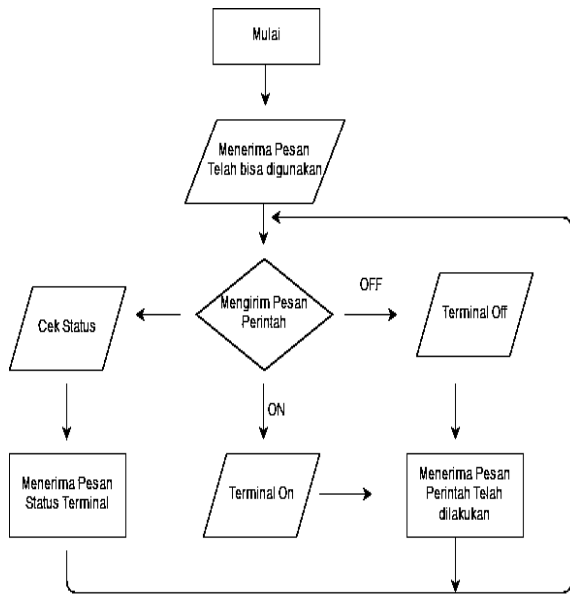 Mulai
Menerima Pesan
Telah bisa digunakan
Cek Status
Mengirim Pesan
Perintah
OFF
Terminal Off
ON
Menerima Pesan
Status Terminal
Terminal On
Menerima Pesan
Perintah Telah
dilakukan